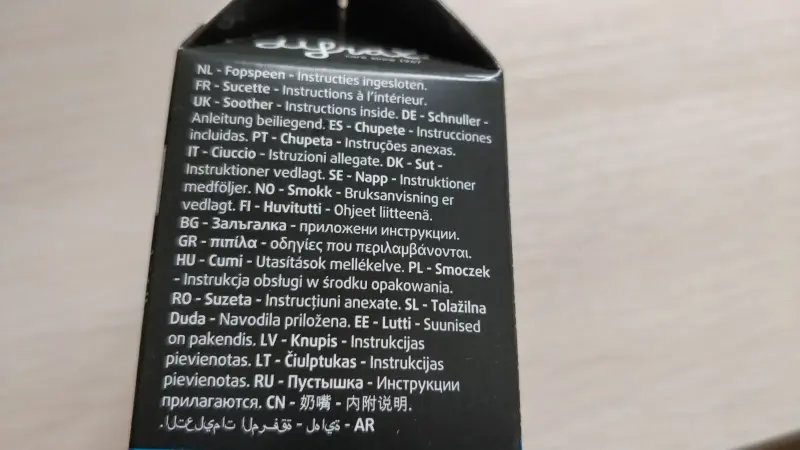 difrax
NL - Fopspeen - Instructies ingesloten.
FR - Sucette - Instructions à l'intérieur.
UK - Soother - Instructions inside. DE - Schnuller -
Anleitung beiliegend. ES - Chupete - Instrucciones
incluidas. PT - Chupeta - Instruções anexas.
IT - Ciuccio - Istruzioni allegate. DK - Sut -
Instruktioner vedlagt. SE - Napp - Instruktioner
medföljer. NO - Smokk - Bruksanvisning er
vedlagt. FI - Huvitutti - Ohjeet liitteenä.
BG - Залъгалка - приложени инструкции.
GR - πιπίλα - οδηγίες που περιλαμβάνονται.
HU - Cumi - Utasítások mellékelve. PL - Smoczek
- Instrukcja obsługi w środku opakowania.
RO - Suzeta - Instrucțiuni anexate. SL - Tolažilna
Duda - Navodila priložena. EE - Lutti - Suunised
on pakendis. LV - Knupis - Instrukcijas
pievienotas. LT - Čiulptukas - Instrukcijas
pievienotas. RU - Пустышка - Инструкции
прилагаются. CN - 奶嘴 - 内附说明.
AR - لهاية - التعليمات المرفقة.